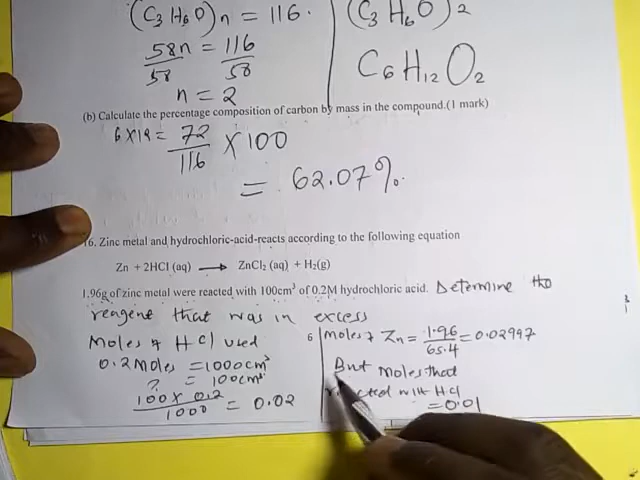 (C3H6O)n = 116.
58n = 116
58 58
n = 2
(C3H6O)2
C6H12O2
(b) Calculate the percentage composition of carbon by mass in the compound.(1 mark)
6x12 = 72 x 100
116
= 62.07%.
16. Zinc metal and hydrochloric-acid-reacts according to the following equation
Zn + 2HCl (aq) → ZnCl2 (aq) + H2(g)
1.96g of zinc metal were reacted with 100cm³ of 0.2M hydrochloric acid. Determine the
reagent that was in excess
Moles of HCl used
0.2 moles = 1000cm³
? = 100cm³
100 x 0.2 = 0.02
1000
6
Moles of Zn = 1.96 = 0.02997
65.4
But moles that
reacted with HCl
= 0.01